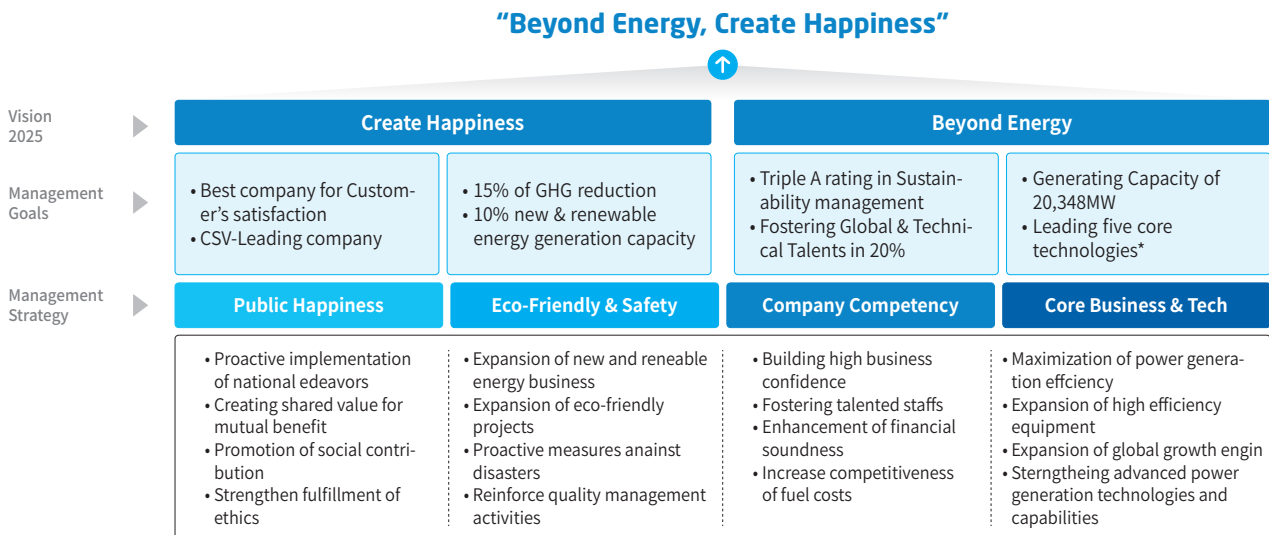 “Beyond Energy, Create Happiness”
Vision
2025
Create Happiness
Beyond Energy
Management
Goals
• Best company for Custom-
er’s satisfaction
• CSV-Leading company
• 15% of GHG reduction
• 10% new & renewable
energy generation capacity
• Triple A rating in Sustain-
ability management
• Fostering Global & Techni-
cal Talents in 20%
• Generating Capacity of
20,348MW
• Leading five core
technologies*
Management
Strategy
Public Happiness
Eco-Friendly & Safety
Company Competency
Core Business & Tech
• Proactive implementation
of national edeavors
• Creating shared value for
mutual benefit
• Promotion of social contri-
bution
• Strengthen fulfillment of
ethics
• Expansion of new and reneable
energy business
• Expansion of eco-friendly
projects
• Proactive measures anainst
disasters
• Reinforce quality management
activities
• Building high business
confidence
• Fostering talented staffs
• Enhancement of financial
soundness
• Increase competitiveness
of fuel costs
• Maximization of power genera-
tion effciency
• Expansion of high efficiency
equipment
• Expansion of global growth engin
• Sterngtheing advanced power
generation technologies and
capabilities